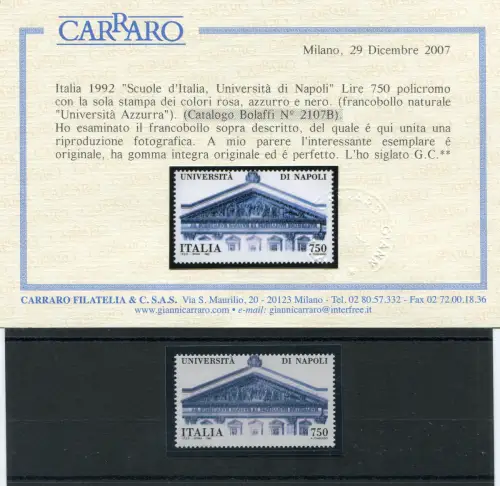 CARRARO
Milano, 29 Dicembre 2007
Italia 1992 "Scuole d'Italia, Università di Napoli" Lire 750 policromo
con la sola stampa dei colori rosa, azzurro e nero. (francobollo naturale
"Università Azzurra"). (Catalogo Bolaffi N° 2107B).
Ho esaminato il francobollo sopra descritto, del quale é qui unita una
riproduzione fotografica. A mio parere l'interessante esemplare é
originale, ha gomma integra originale ed é perfetto. L'ho siglato G.C.**
UNIVERSITÀ DI NAPOLI
ITALIA 750
CARRARO FILATELIA & C. S.A.S. Via S. Maurilio, 20 - 20123 Milano - Tel. 02 80.57.332 - Fax 02 72.00.18.36
www.giannicarraro.com • e-mail: giannicarraro@interfree.it
UNIVERSITÀ DI NAPOLI
ITALIA 750